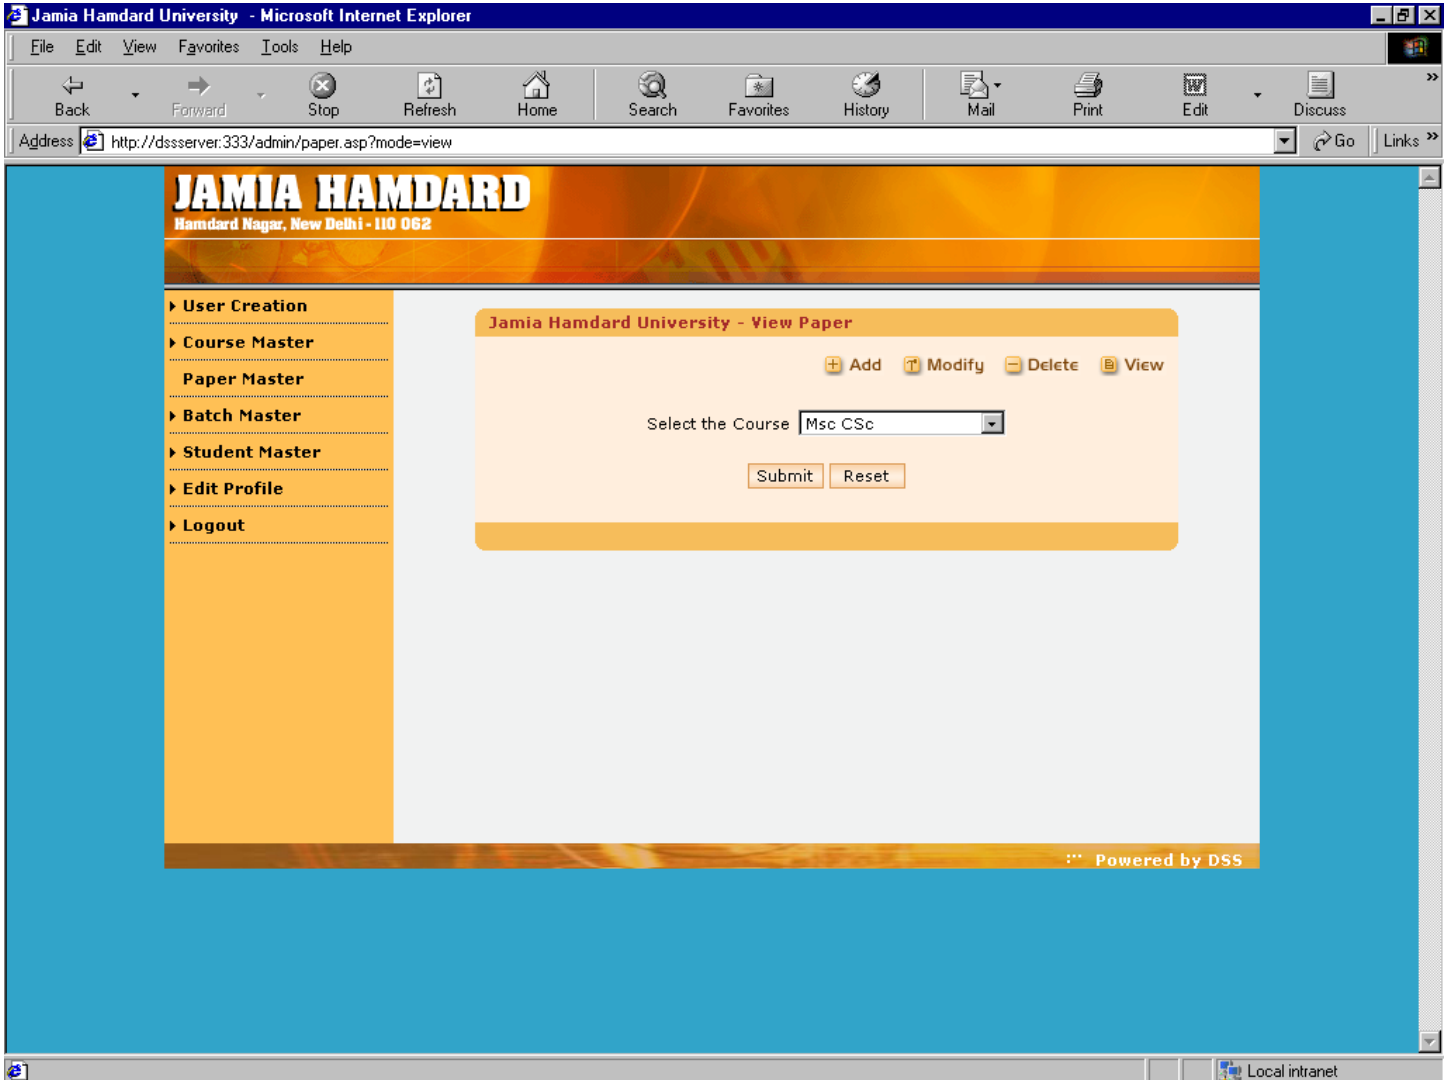 Jamia Hamdard University - Microsoft Internet Explorer
File Edit View Favorites Tools Help
Back Forward Stop Refresh Home Search Favorites History Mail Print Edit Discuss »
Address http://dssserver:333/admin/paper.asp?mode=view Go Links »
JAMIA HAMDARD
Hamdard Nagar, New Delhi - 110 062
User Creation
Course Master
Paper Master
Batch Master
Student Master
Edit Profile
Logout
Jamia Hamdard University - View Paper
Add Modify Delete View
Select the Course Msc CSc
Submit Reset
Powered by DSS
Local intranet